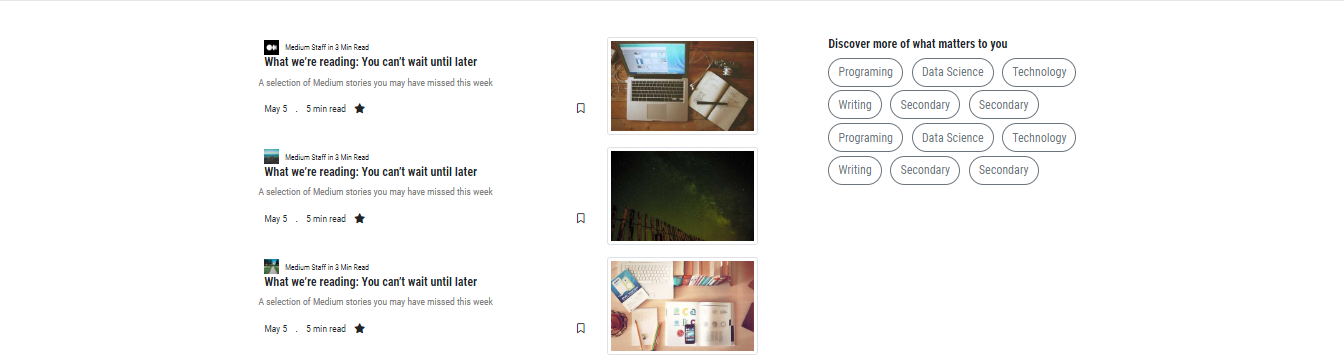 Medium Staff in 3 Min Read
What we're reading: You can't wait until later
A selection of Medium stories you may have missed this week
May 5 . 5 min read
Medium Staff in 3 Min Read
What we're reading: You can't wait until later
A selection of Medium stories you may have missed this week
May 5 . 5 min read
Medium Staff in 3 Min Read
What we're reading: You can't wait until later
A selection of Medium stories you may have missed this week
May 5 . 5 min read
Discover more of what matters to you
Programing Data Science Technology
Writing Secondary Secondary
Programing Data Science Technology
Writing Secondary Secondary